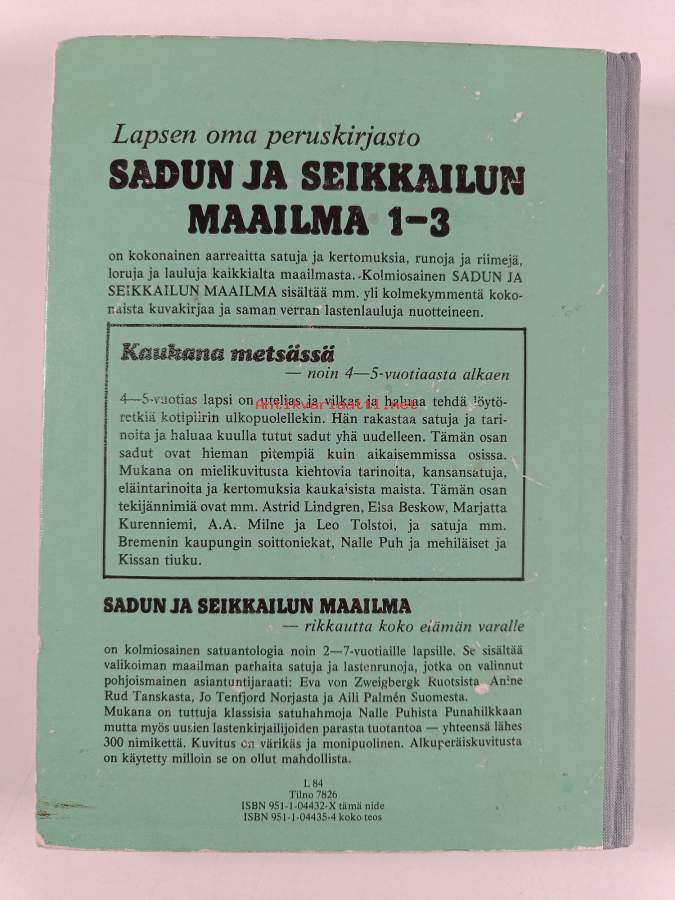 Lapsen oma peruskirjasto
SADUN JA SEIKKAILUN
MAAILMA 1-3
on kokonainen aarreaitta satuja ja kertomuksia, runoja ja riimejä,
loruja ja lauluja kaikkialta maailmasta. Kolmiosainen SADUN JA
SEIKKAILUN MAAILMA sisältää mm. yli kolmekymmentä koko-
naista kuvakirjaa ja saman verran lastenlauluja nuotteineen.
Kaukana metsässä
— noin 4—5-vuotiaasta alkaen
4—5-vuotias lapsi on utelias ja vilkas ja haluaa tehdä löytö-
Antikvariaatti.net
retkiä kotipiirin ulkopuolellekin. Hän rakastaa satuja ja tari-
noita ja haluaa kuulla tutut sadut yhä uudelleen. Tämän osan
sadut ovat hieman pitempiä kuin aikaisemmissa osissa.
Mukana on mielikuvitusta kiehtovia tarinoita, kansansatuja,
eläintarinoita ja kertomuksia kaukaisista maista. Tämän osan
tekijännimiä ovat mm. Astrid Lindgren, Elsa Beskow, Marjatta
Kurenniemi, A.A. Milne ja Leo Tolstoi, ja satuja mm.
Bremenin kaupungin soittoniekat, Nalle Puh ja mehiläiset ja
Kissan tiuku.
SADUN JA SEIKKAILUN MAAILMA
— rikkautta koko elämän varalle
on kolmiosainen satuantologia noin 2—7-vuotiaille lapsille. Se sisältää
valikoiman maailman parhaita satuja ja lastenrunoja, jotka on valinnut
pohjoismainen asiantuntijaraati: Eva von Zweigbergk Ruotsista, Anine
Rud Tanskasta, Jo Tenfjord Norjasta ja Aili Palmén Suomesta.
Mukana on tuttuja klassisia satuhahmoja Nalle Puhista Punahilkkaan
mutta myös uusien lastenkirjailijoiden parasta tuotantoa — yhteensä lähes
300 nimikettä. Kuvitus on värikäs ja monipuolinen. Alkuperäiskuvitusta
on käytetty milloin se on ollut mahdollista.
L 84
Tilno 7826
ISBN 951-1-04432-X tämä nide
ISBN 951-1-04435-4 koko teos